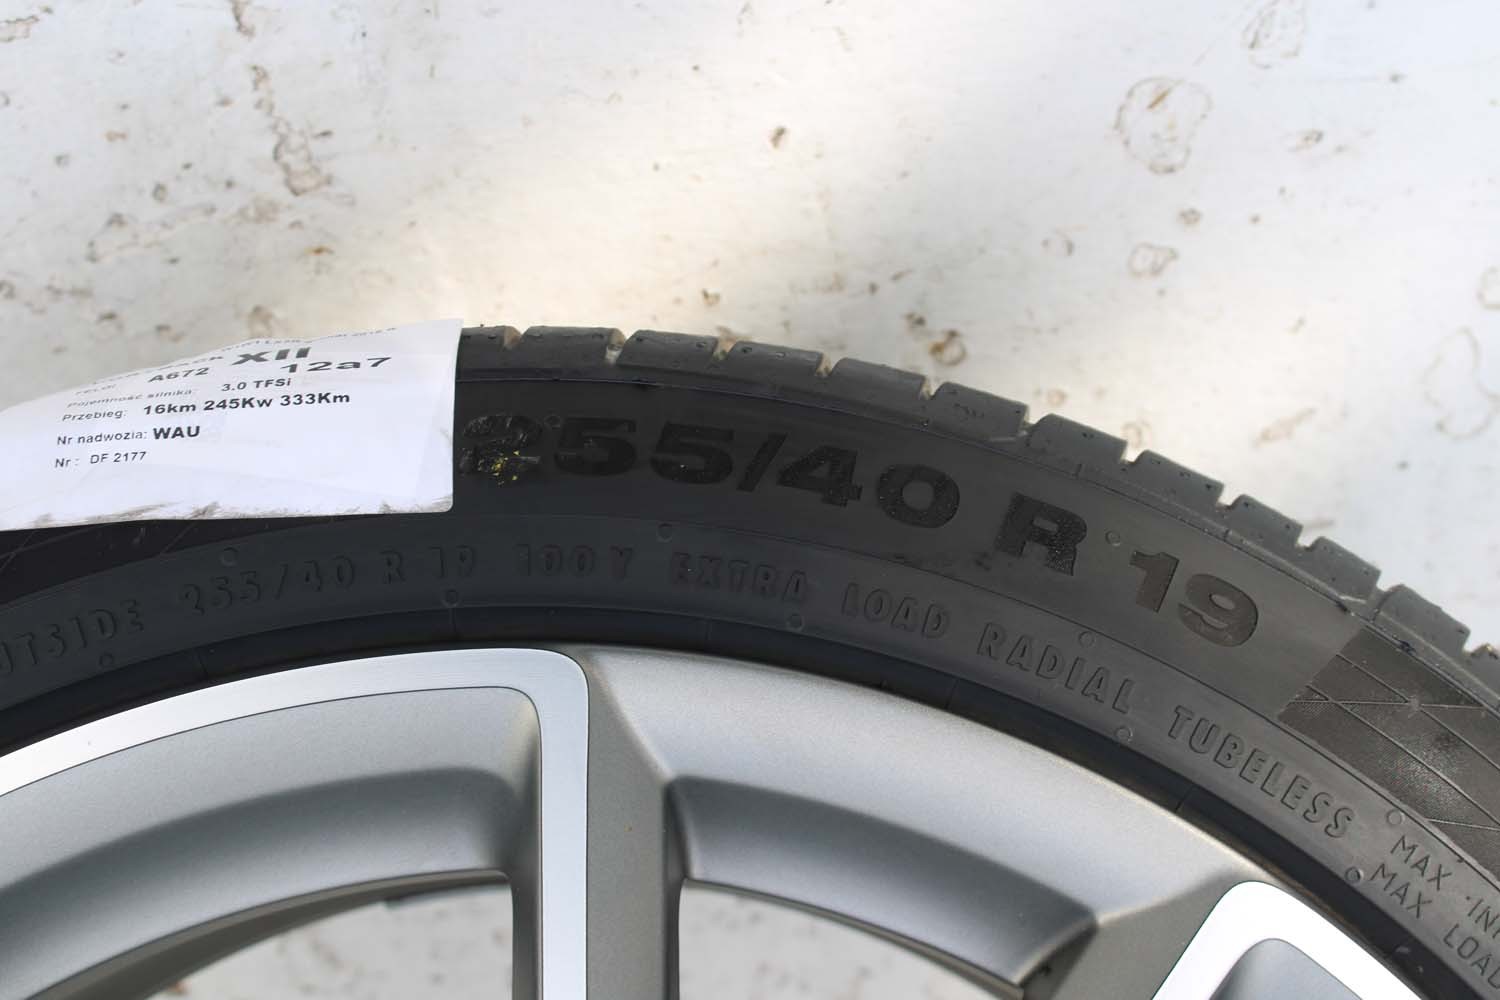 XII
A672 12a7
Pojemność silnika: 3.0 TFSi
Przebieg: 16km 245Kw 333Km
Nr nadwozia: WAU
Nr : DF 2177
255/40 R 19
255/40 R 19 100Y EXTRA LOAD RADIAL TUBELESS
MAX
MAX LOAD